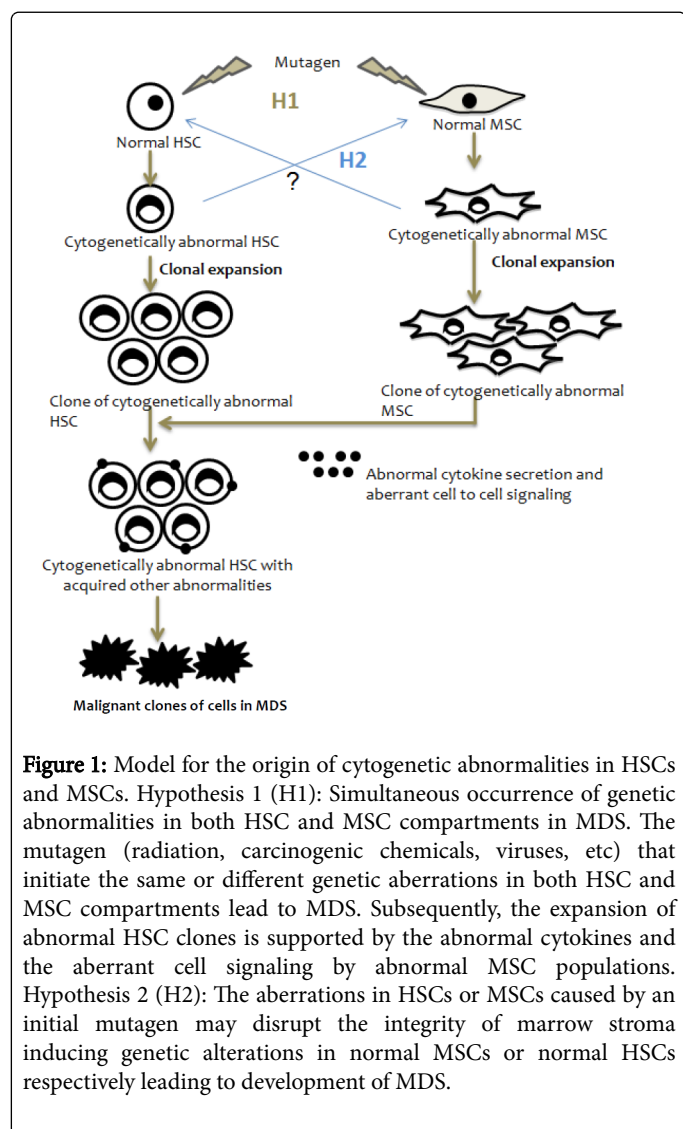 Mutagen
H1
Normal HSC
Normal MSC
H2
?
Cytogenetically abnormal HSC
Cytogenetically abnormal MSC
Clonal expansion
Clonal expansion
Clone of cytogenetically abnormal
HSC
Clone of cytogenetically abnormal
MSC
Abnormal cytokine secretion and
aberrant cell to cell signaling
Cytogenetically abnormal HSC with
acquired other abnormalities
Malignant clones of cells in MDS
Figure 1: Model for the origin of cytogenetic abnormalities in HSCs
and MSCs. Hypothesis 1 (H1): Simultaneous occurrence of genetic
abnormalities in both HSC and MSC compartments in MDS. The
mutagen (radiation, carcinogenic chemicals, viruses, etc) that
initiate the same or different genetic aberrations in both HSC and
MSC compartments lead to MDS. Subsequently, the expansion of
abnormal HSC clones is supported by the abnormal cytokines and
the aberrant cell signaling by abnormal MSC populations.
Hypothesis 2 (H2): The aberrations in HSCs or MSCs caused by an
initial mutagen may disrupt the integrity of marrow stroma
inducing genetic alterations in normal MSCs or normal HSCs
respectively leading to development of MDS.